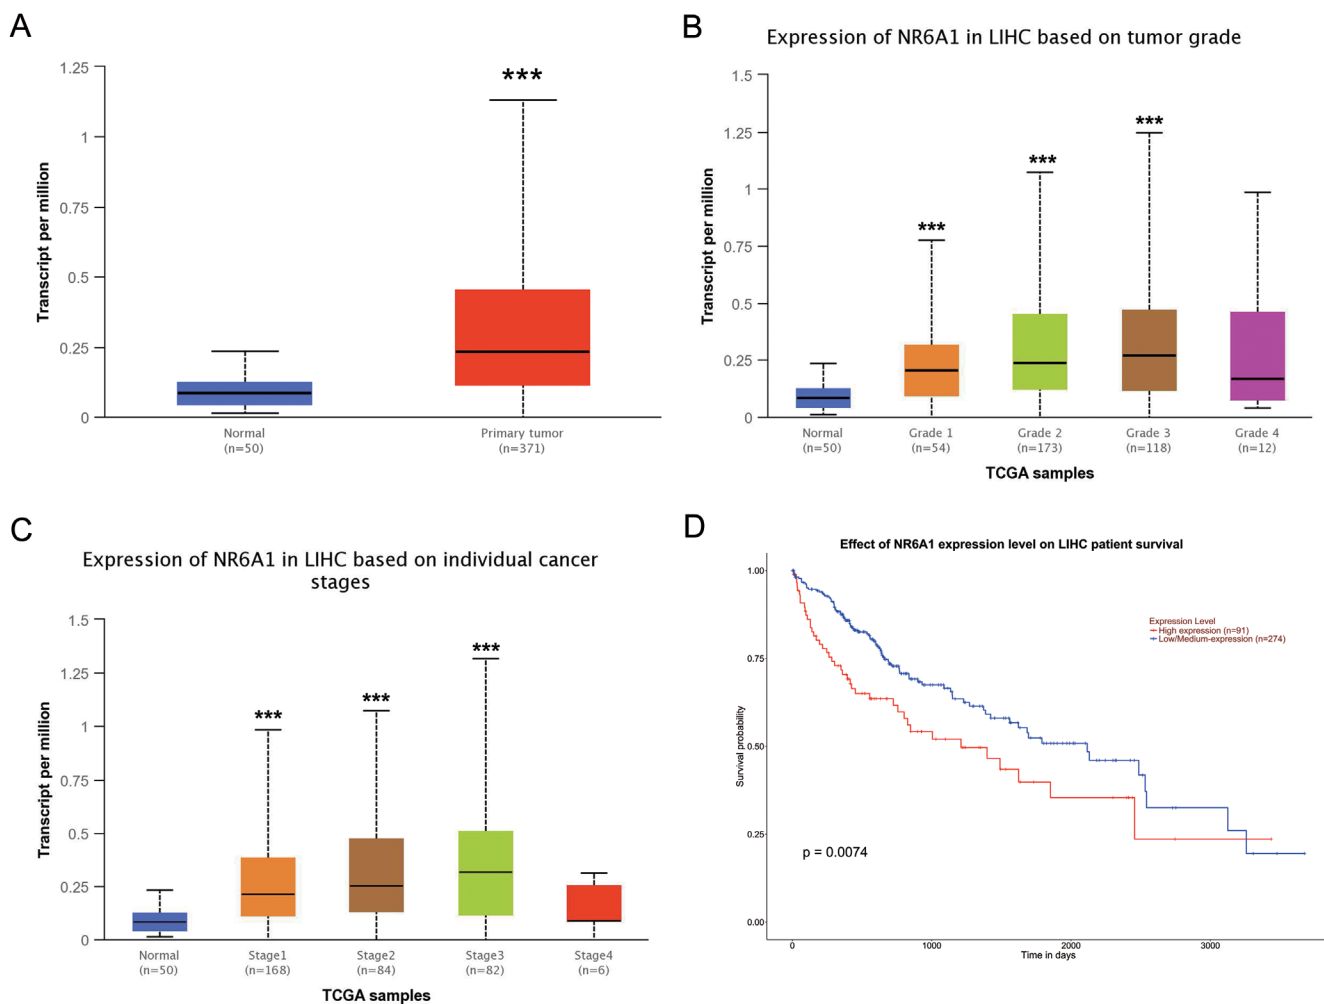 A
1.25
1
0.75
0.5
0.25
0
Transcript per million
***
Normal
(n=50)
Primary tumor
(n=371)
B
Expression of NR6A1 in LIHC based on tumor grade
1.5
1.25
1
0.75
0.5
0.25
0
Transcript per million
***
***
***
Normal
(n=50)
Grade 1
(n=54)
Grade 2
(n=173)
Grade 3
(n=118)
Grade 4
(n=12)
TCGA samples
C
Expression of NR6A1 in LIHC based on individual cancer
stages
1.5
1.25
1
0.75
0.5
0.25
0
Transcript per million
***
***
***
Normal
(n=50)
Stage1
(n=168)
Stage2
(n=84)
Stage3
(n=82)
Stage4
(n=6)
TCGA samples
D
Effect of NR6A1 expression level on LIHC patient survival
1.00
0.75
0.50
0.25
0.00
Survival probability
Expression Level
High expression (n=91)
Low/Medium-expression (n=274)
p = 0.0074
0
1000
2000
3000
Time in days